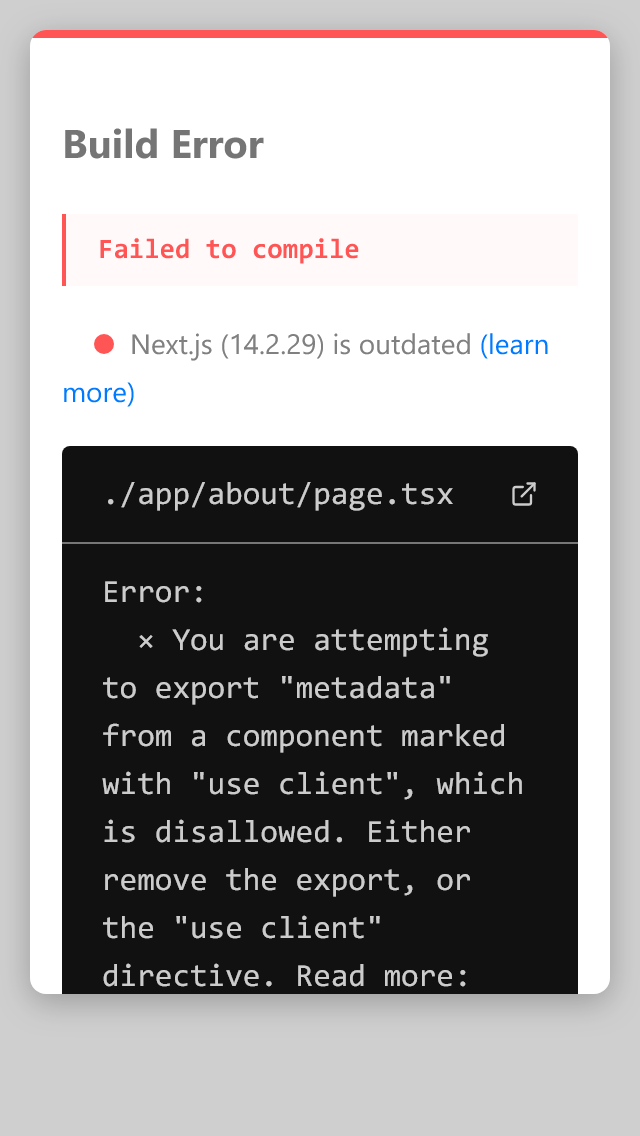 Build Error
Failed to compile
Next.js (14.2.29) is outdated (learn
more)
./app/about/page.tsx
Error:
  × You are attempting
to export "metadata"
from a component marked
with "use client", which
is disallowed. Either
remove the export, or
the "use client"
directive. Read more: